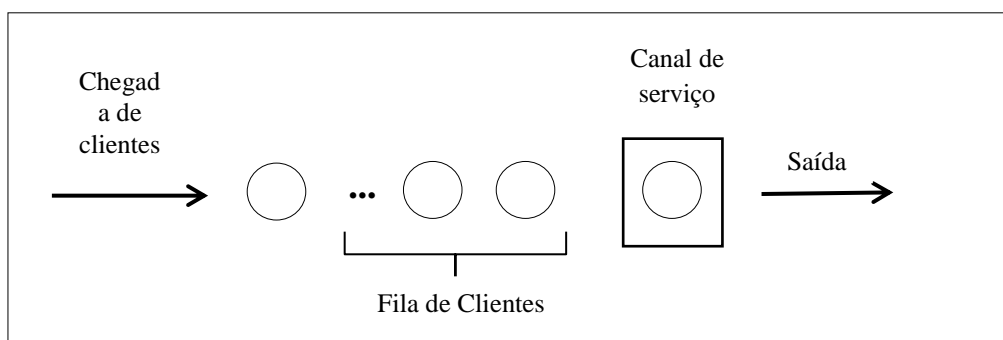 Chegad
a de
clientes
Canal de
serviço
Saída
...
Fila de Clientes